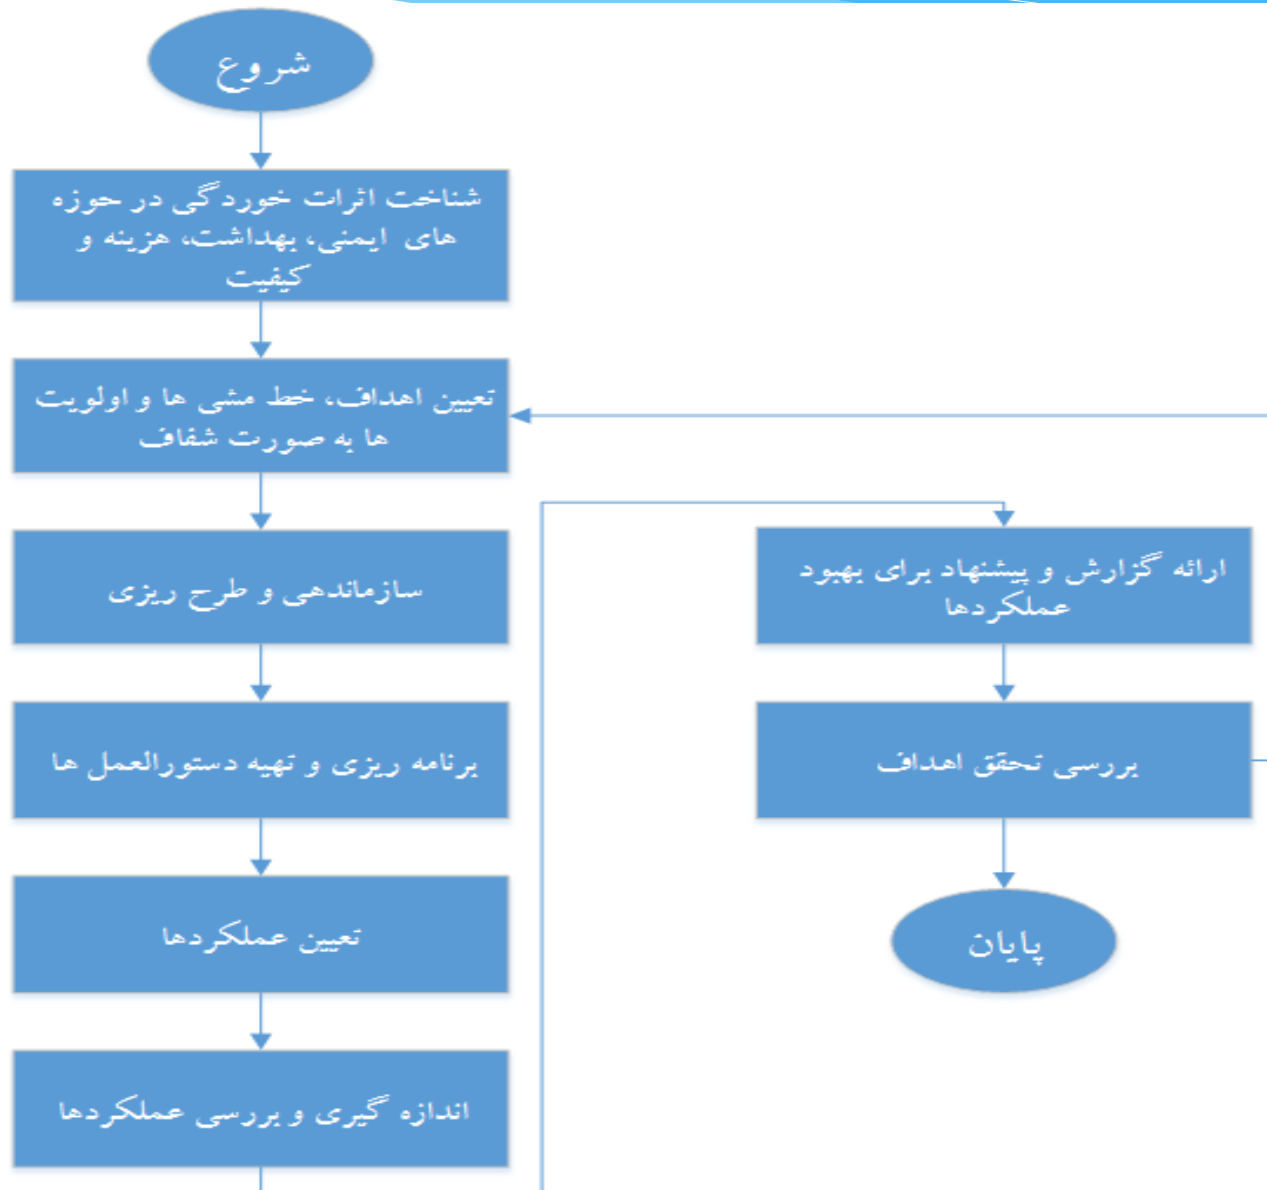 شروع
شناخت اثرات خوردگی در حوزه
های ایمنی، بهداشت، هزینه و
کیفیت
تعیین اهداف، خط مشی ها و اولویت
ها به صورت شفاف
سازماندهی و طرح ریزی
برنامه ریزی و تهیه دستورالعمل ها
تعیین عملکردها
اندازه گیری و بررسی عملکردها
ارائه گزارش و پیشنهاد برای بهبود
عملکردها
بررسی تحقق اهداف
پایان